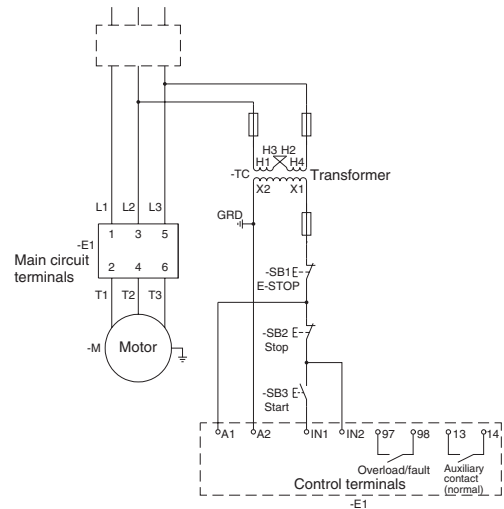 H3 H2
H1 H4
-TC
Transformer
X2 X1
L1 L2 L3
GRD
1 3 5
-E1
Main circuit
terminals
2 4 6
-SB1
E-STOP
T1 T2 T3
-M
Motor
-SB2
Stop
-SB3
Start
A1 A2 IN1 IN2 97 98 13 14
Overload/fault
Auxiliary
contact
(normal)
Control terminals
-E1